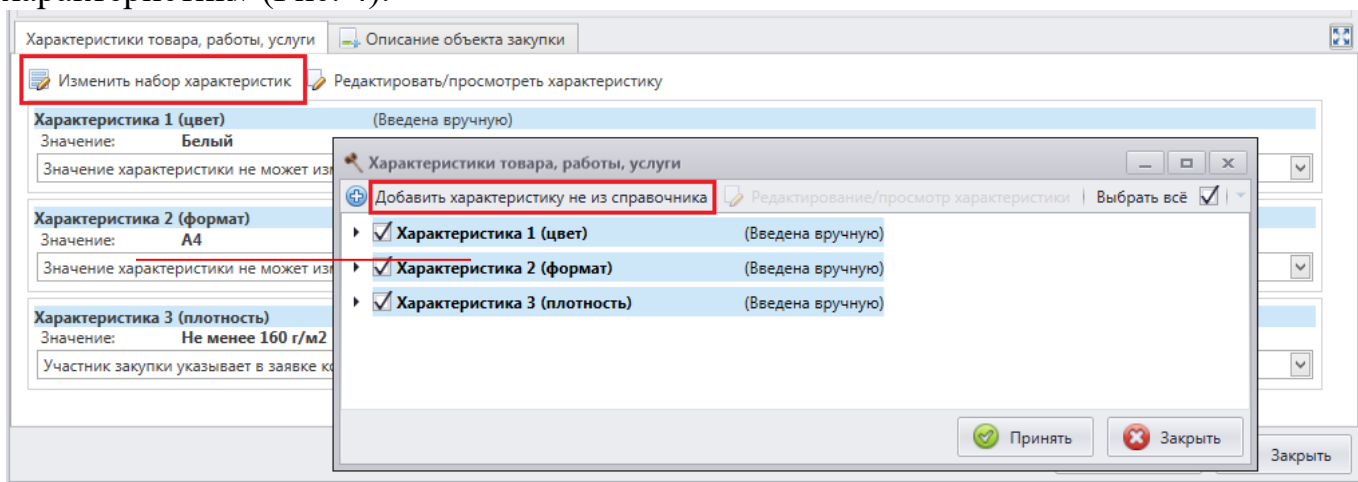 Характеристики товара, работы, услуги Описание объекта закупки
Изменить набор характеристик Редактировать/просмотреть характеристику
Характеристика 1 (цвет) (Введена вручную)
Значение: Белый
Значение характеристики не может из
Характеристика 2 (формат)
Значение: А4
Значение характеристики не может из
Характеристика 3 (плотность)
Значение: Не менее 160 г/м2
Участник закупки указывает в заявке ко
Характеристики товара, работы, услуги
Добавить характеристику не из справочника Редактирование/просмотр характеристики Выбрать всё
Характеристика 1 (цвет) (Введена вручную)
Характеристика 2 (формат) (Введена вручную)
Характеристика 3 (плотность) (Введена вручную)
Принять Закрыть
Закрыть